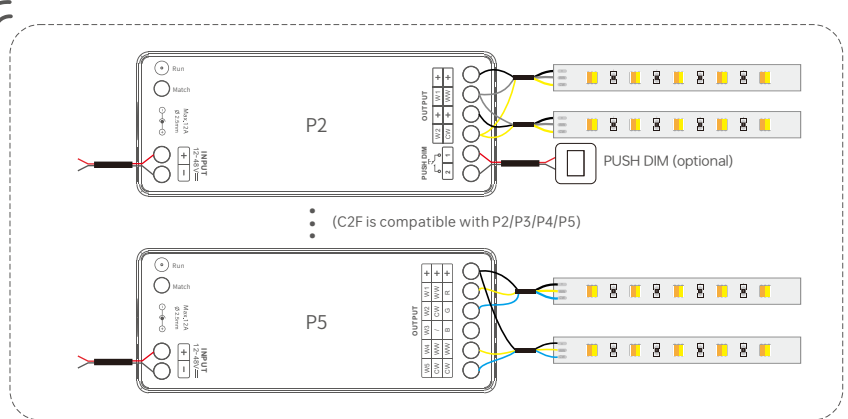 Run
Match
Max,12A
Ø 2.5mm
+
−
INPUT
12~48V
P2
OUTPUT
+ +
W1 WW
+ +
W2 CW
PUSH DIM
1
2
PUSH DIM (optional)
(C2F is compatible with P2/P3/P4/P5)
Run
Match
Max,12A
Ø 2.5mm
+
−
INPUT
12~48V
P5
OUTPUT
+ + +
W1 WW R
W2 CW G
W3 / B
W4 WW WW
W5 CW CW